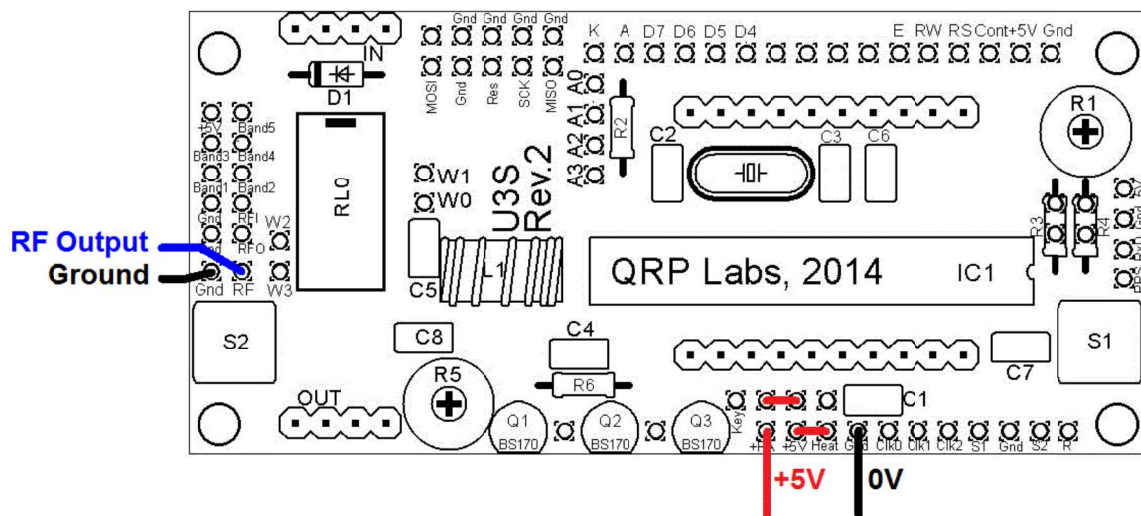 IN
Gnd Gnd Gnd Gnd
MOSI Gnd Res SCK MISO
K A D7 D6 D5 D4 E RW RS Cont +5V Gnd
D1
A0
A1
A2
A3
R2
C2
C3
C6
R1
+5V Band5
Band3 Band4
Band1 Band2
Gnd RFI
RFO
W2
Gnd RF W3
RLQ
W1
W0
U3S
Rev.2
R3
R4
Gnd
RF Output
Ground
L1
C5
QRP Labs, 2014 IC1
S2
C8
C4
R5
R6
C7
S1
OUT
Key
C1
Q1
BS170
Q2
BS170
Q3
BS170
+5V Heat Gnd Clk0 Clk1 Clk2 S1 Gnd S2 R
+5V 0V